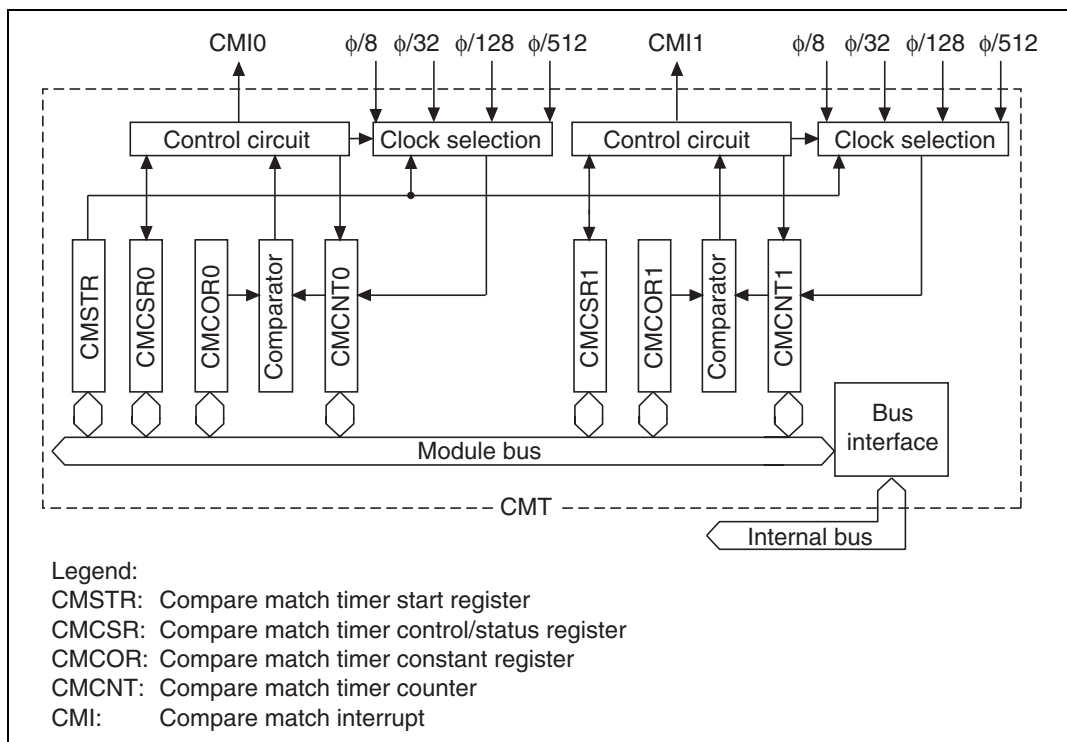 CMI0 ϕ/8 ϕ/32 ϕ/128 ϕ/512 CMI1 ϕ/8 ϕ/32 ϕ/128 ϕ/512
Control circuit Clock selection Control circuit Clock selection
CMSTR
CMCSR0
CMCOR0
Comparator
CMCNT0
CMCSR1
CMCOR1
Comparator
CMCNT1
Bus
interface
Module bus
CMT
Internal bus
Legend:
CMSTR: Compare match timer start register
CMCSR: Compare match timer control/status register
CMCOR: Compare match timer constant register
CMCNT: Compare match timer counter
CMI: Compare match interrupt